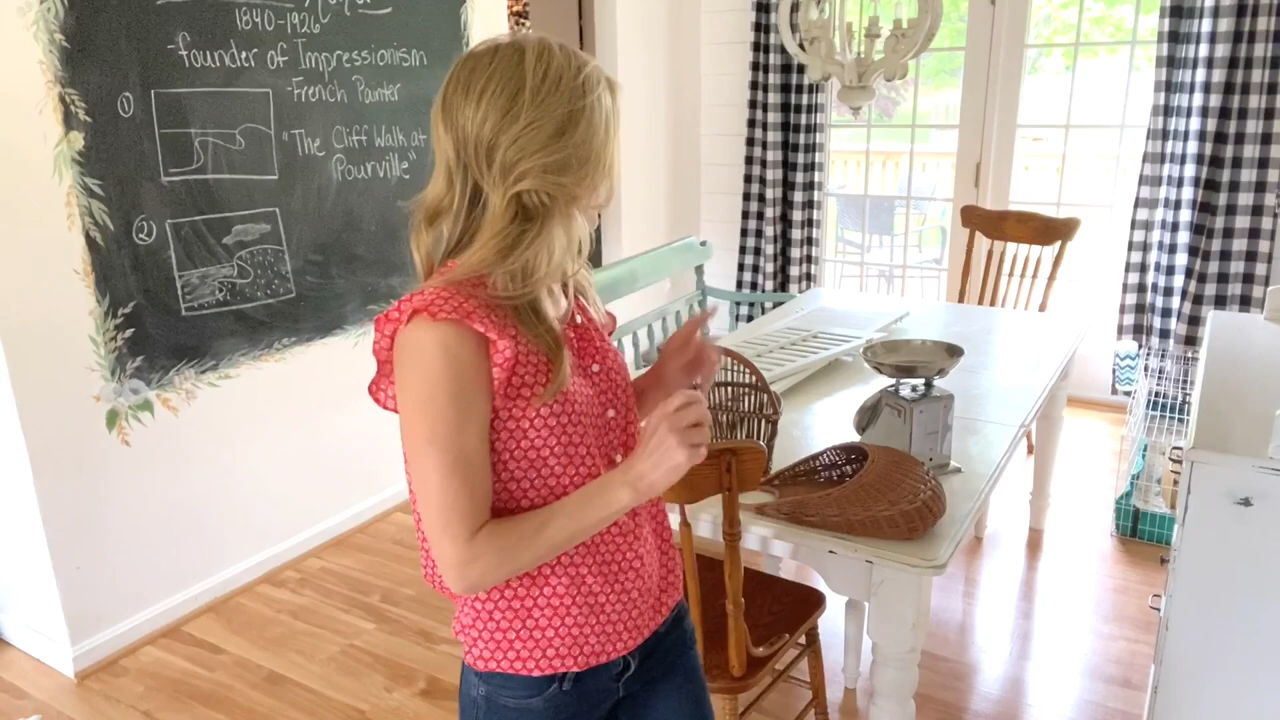 1840-1926
-founder of Impressionism
-French Painter
①
"The Cliff Walk at
Pourville"
②